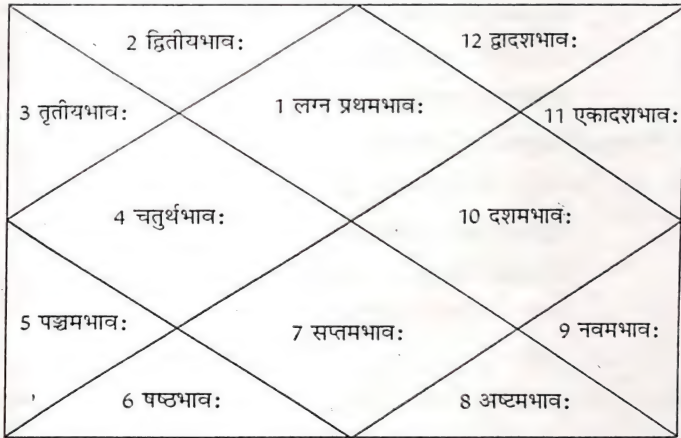 2 द्वितीयभाव:
12 द्वादशभाव:
3 तृतीयभाव:
1 लग्न प्रथमभाव:
11 एकादशभाव:
4 चतुर्थभाव:
10 दशमभाव:
5 पञ्चमभाव:
7 सप्तमभाव:
9 नवमभाव:
6 षष्ठभाव:
8 अष्टमभाव: